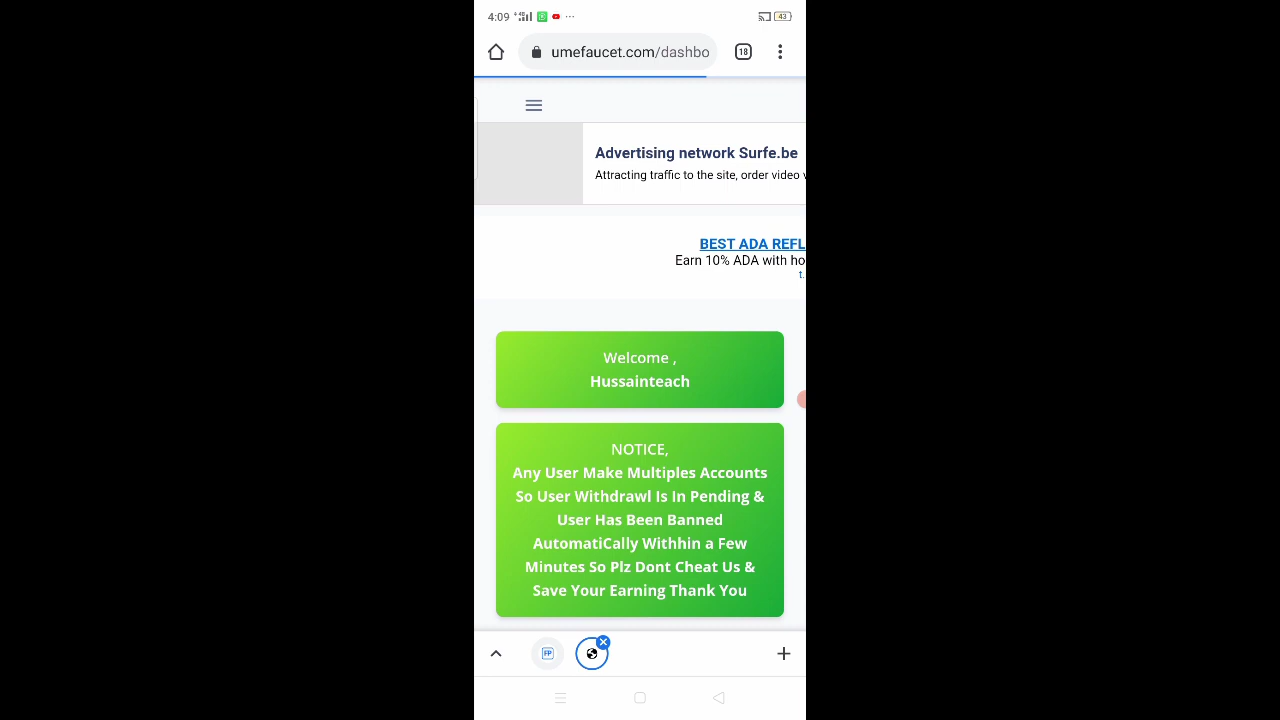 4:09
43
umefaucet.com/dashbo
18
Advertising network Surfe.be
Attracting traffic to the site, order video v
BEST ADA REFL
Earn 10% ADA with ho
t.
Welcome ,
Hussainteach
NOTICE,
Any User Make Multiples Accounts
So User Withdrawl Is In Pending &
User Has Been Banned
AutomatiCally Withhin a Few
Minutes So Plz Dont Cheat Us &
Save Your Earning Thank You
FP